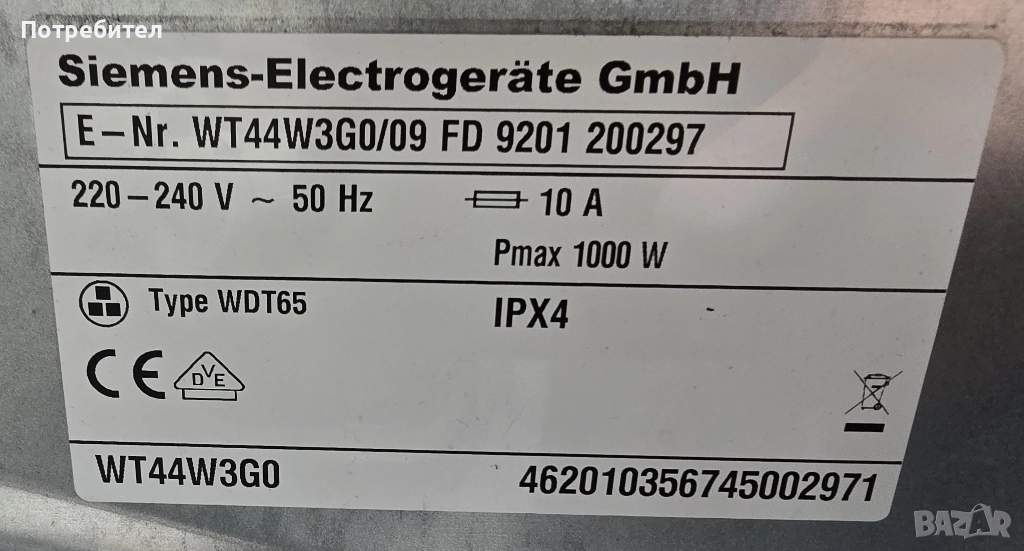 Потребител
Siemens-Electrogeräte GmbH
E–Nr. WT44W3G0/09 FD 9201 200297
220–240 V ~ 50 Hz 10 A
Pmax 1000 W
Type WDT65 IPX4
CE DVE
WT44W3G0 462010356745002971
BAZAR